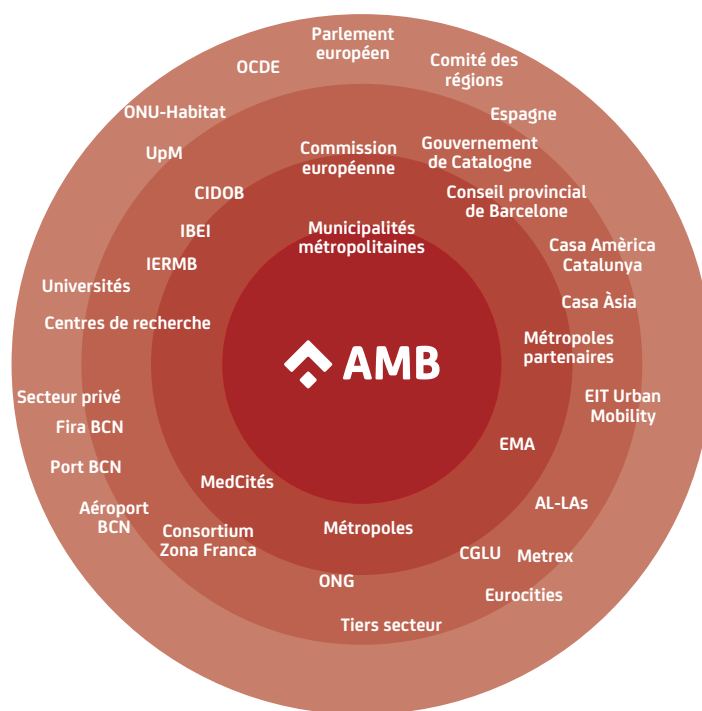 Parlement
européen
OCDE
Comité des
régions
ONU-Habitat
Espagne
UpM
Commission
européenne
Gouvernement
de Catalogne
CIDOB
Conseil provincial
de Barcelone
IBEI
Municipalités
métropolitaines
IERMB
Casa Amèrica
Catalunya
Universités
Casa Àsia
Centres de recherche
Métropoles
partenaires
AMB
Secteur privé
EIT Urban
Mobility
Fira BCN
EMA
Port BCN
MedCités
AL-LAs
Aéroport
BCN
Consortium
Zona Franca
Métropoles
CGLU
Metrex
ONG
Eurocities
Tiers secteur